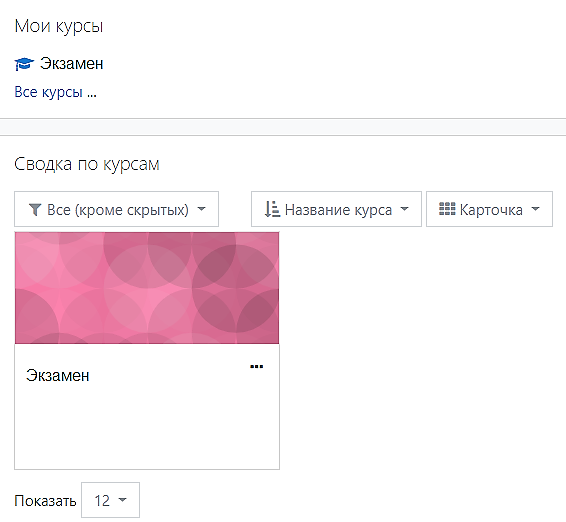 Мои курсы
Экзамен
Все курсы ...
Сводка по курсам
Все (кроме скрытых) Название курса Карточка
Экзамен
Показать 12